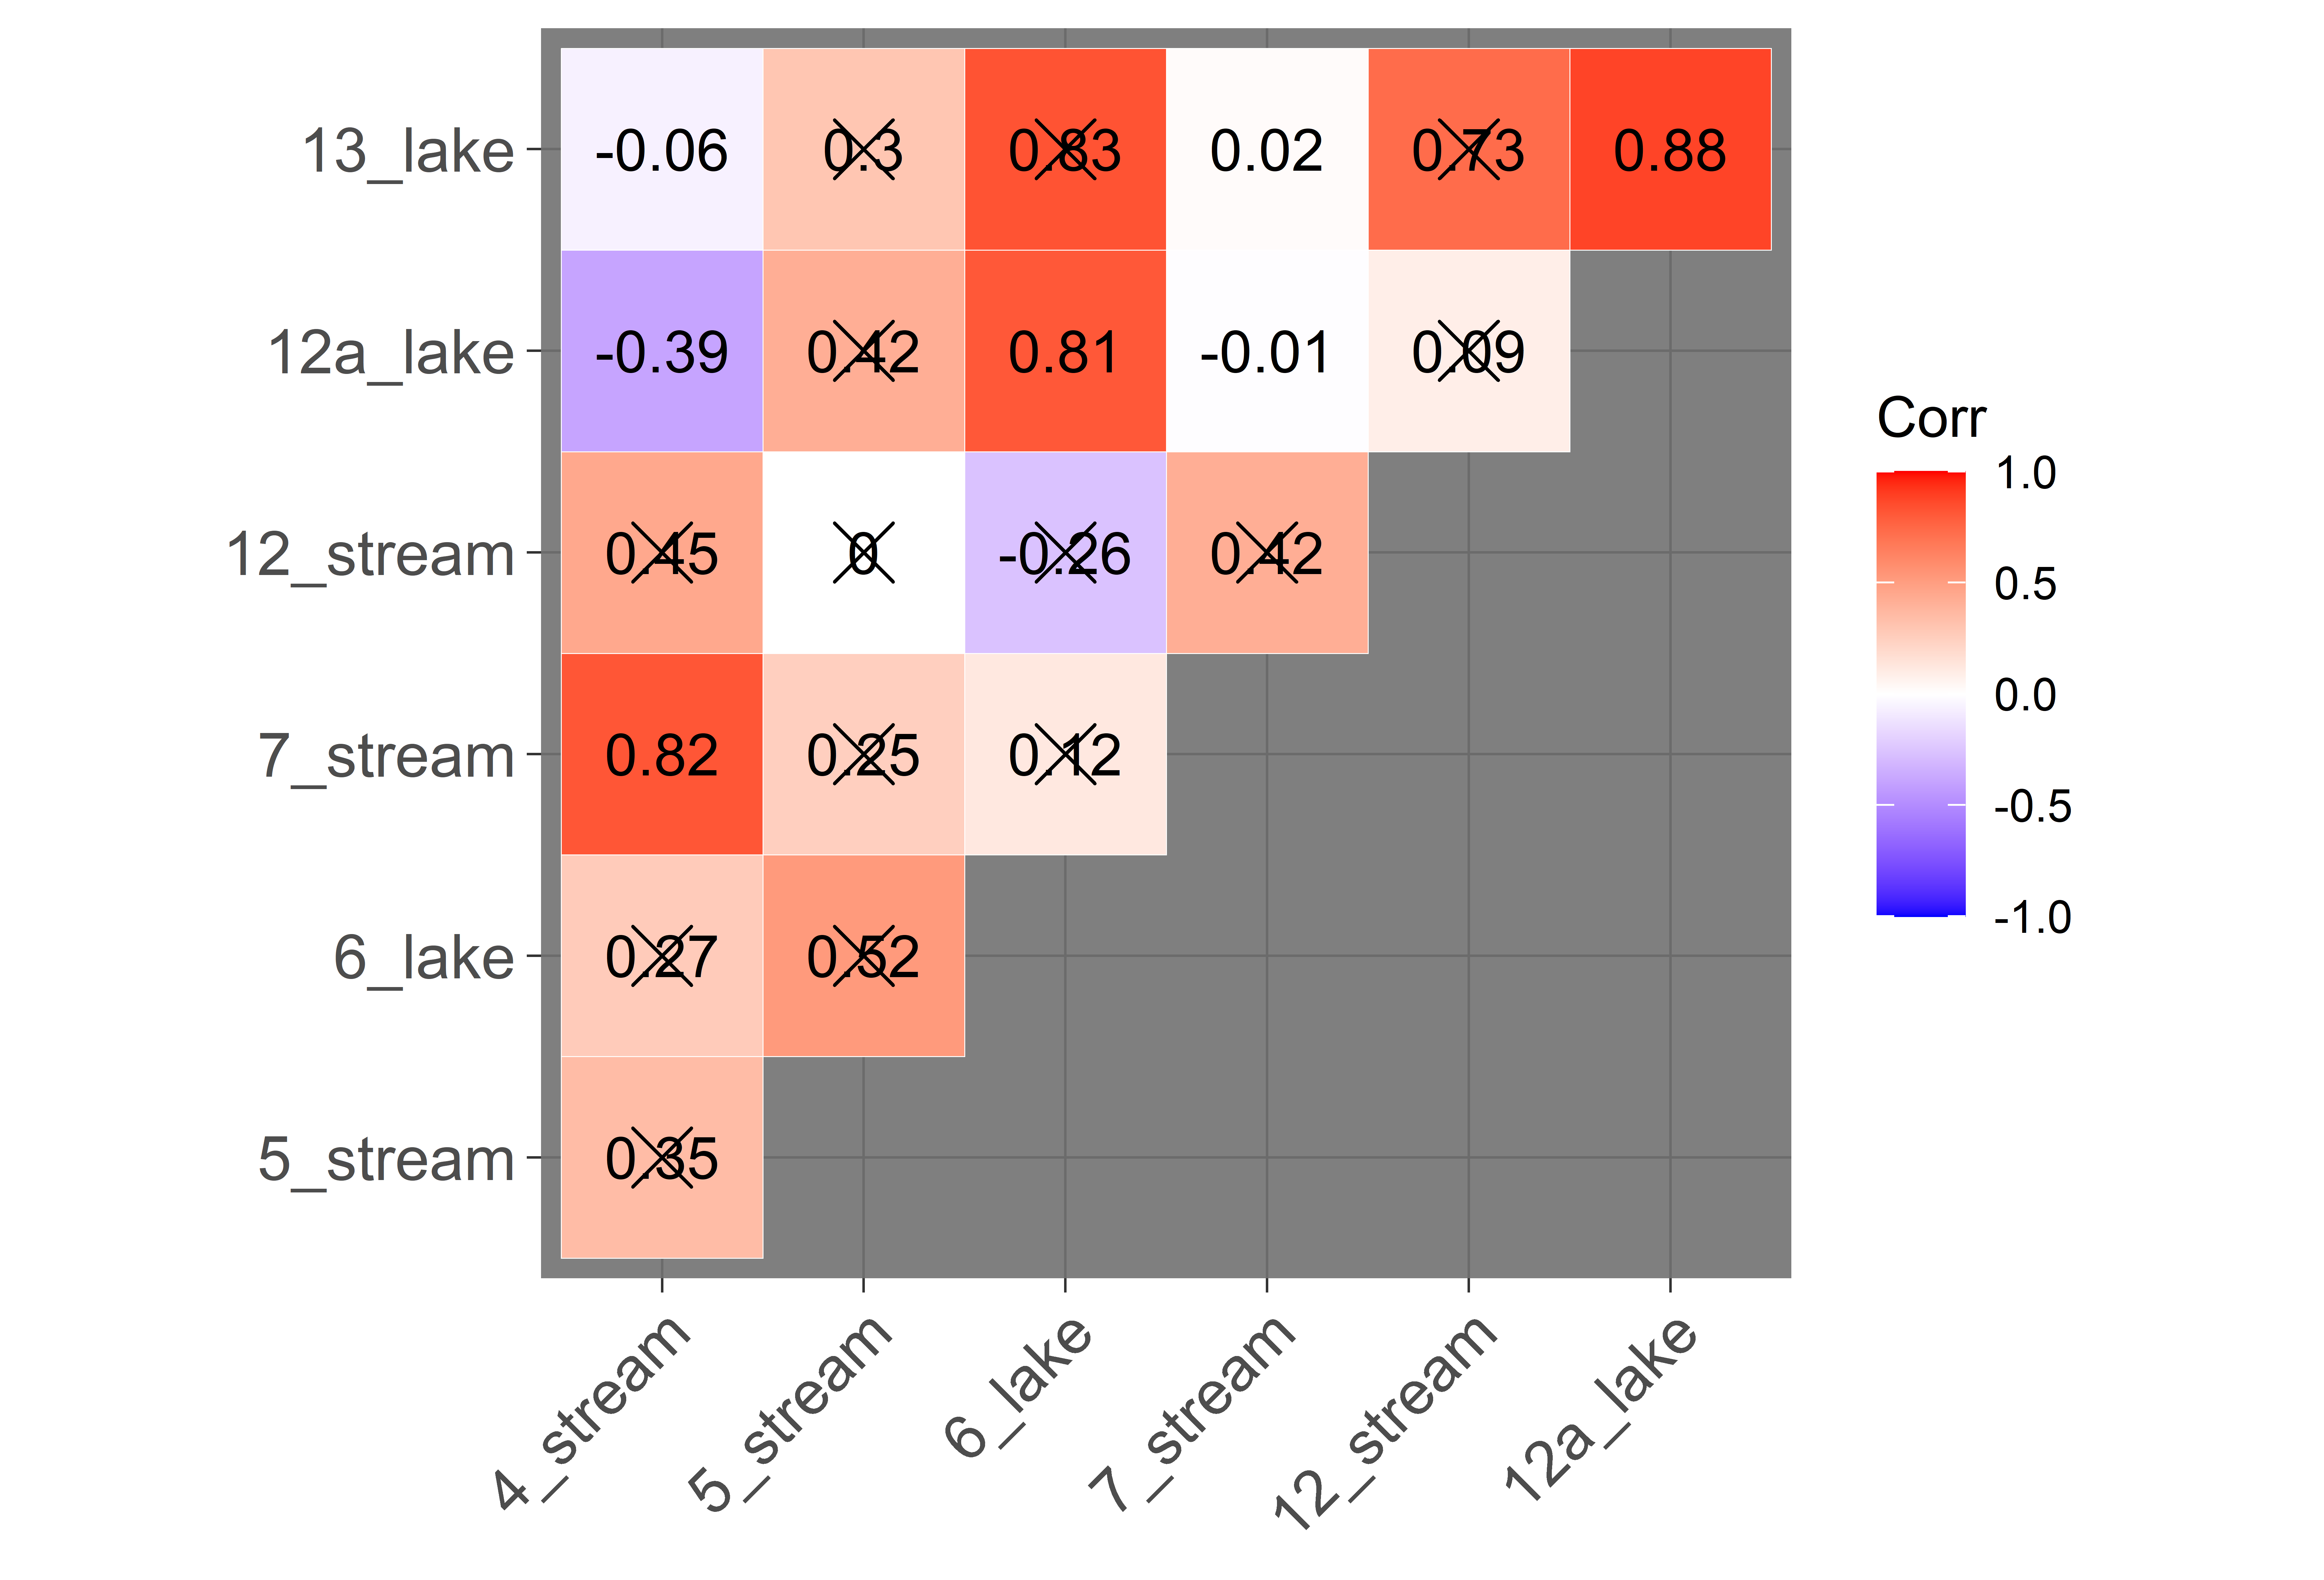 13_lake -0.06 0.3 0.83 0.02 0.73 0.88
12a_lake -0.39 0.42 0.81 -0.01 0.09
12_stream 0.45 0 -0.26 0.42
7_stream 0.82 0.25 0.12
6_lake 0.27 0.52
5_stream 0.35
4_stream 5_stream 6_lake 7_stream 12_stream 12a_lake
Corr
1.0
0.5
0.0
-0.5
-1.0